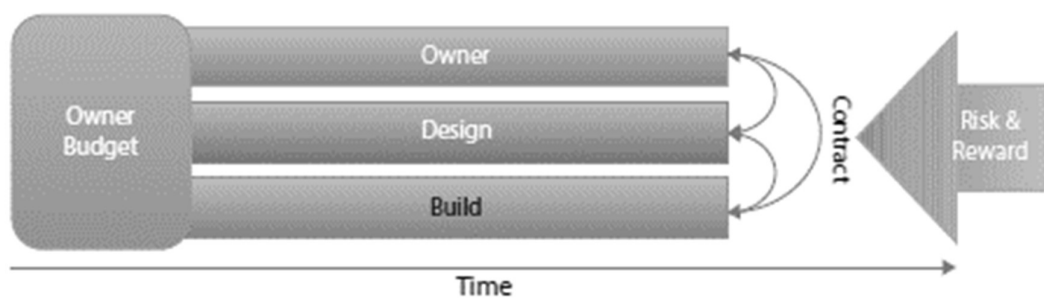 Owner
Budget
Owner
Design
Build
Contract
Risk &
Reward
Time